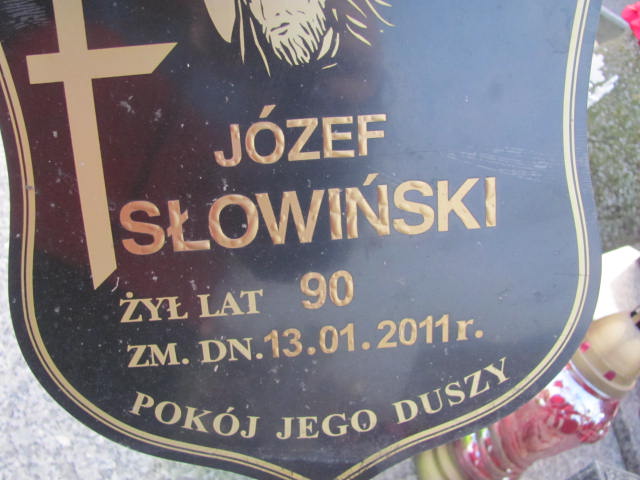 JÓZEF
SŁOWIŃSKI
ŻYŁ LAT 90
ZM. DN. 13.01.2011 r.
POKÓJ JEGO DUSZY